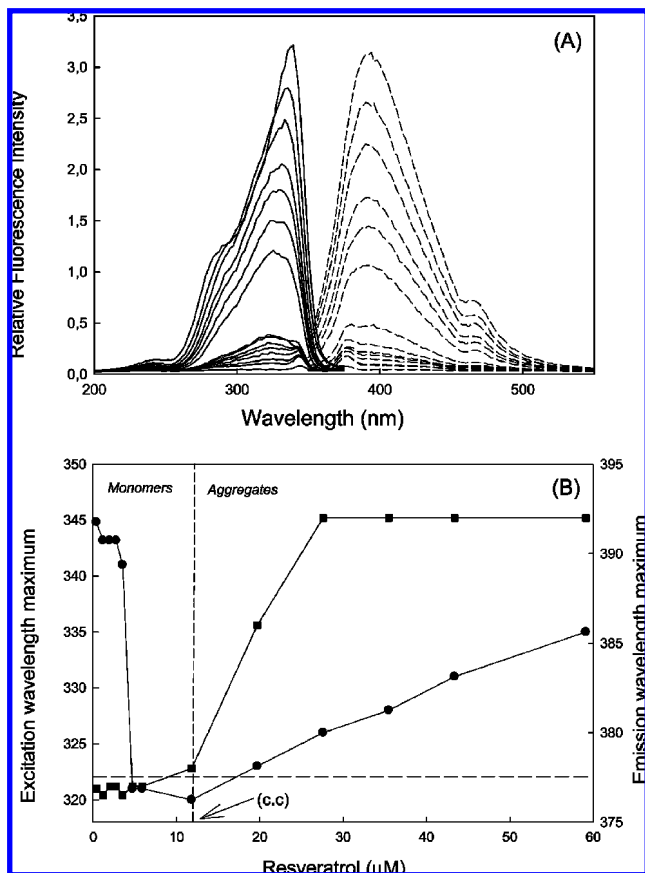 (A)
Relative Fluorescence Intensity
3,5
3,0
2,5
2,0
1,5
1,0
0,5
0,0
200 300 400 500
Wavelength (nm)
(B)
Monomers Aggregates
Excitation wavelength maximum
350
345
340
335
330
325
320
Emission wavelength maximum
395
390
385
380
375
(c.c)
0 10 20 30 40 50 60
Resveratrol (μM)